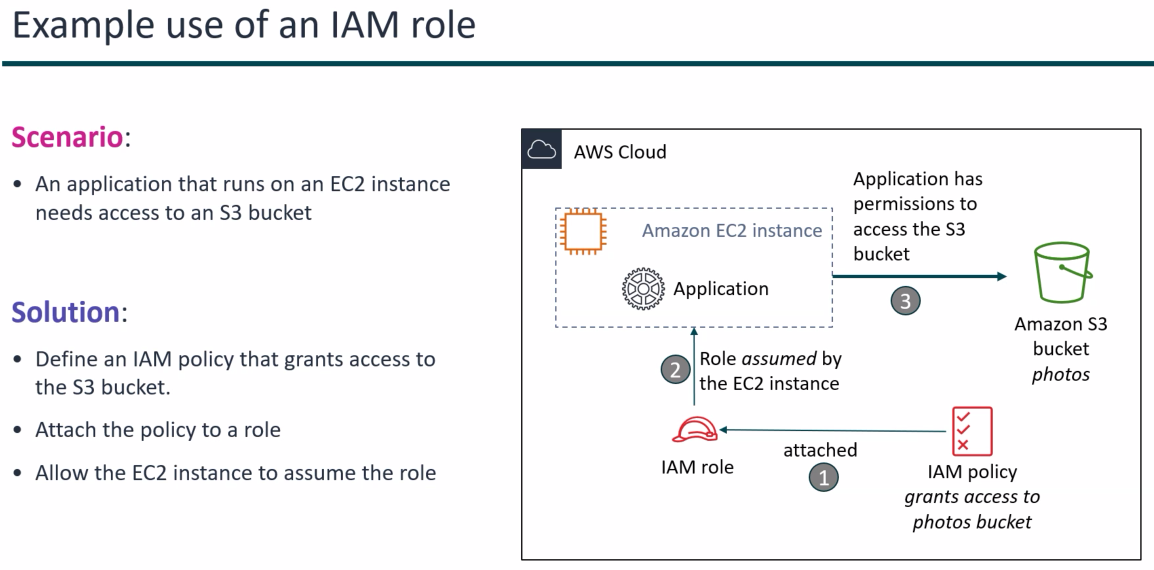 Example use of an IAM role
Scenario:
• An application that runs on an EC2 instance
needs access to an S3 bucket
Solution:
• Define an IAM policy that grants access to
the S3 bucket.
• Attach the policy to a role
• Allow the EC2 instance to assume the role
AWS Cloud
Amazon EC2 instance
Application
Application has
permissions to
access the S3
bucket
3
Amazon S3
bucket
photos
2
Role assumed by
the EC2 instance
IAM role
attached
1
IAM policy
grants access to
photos bucket